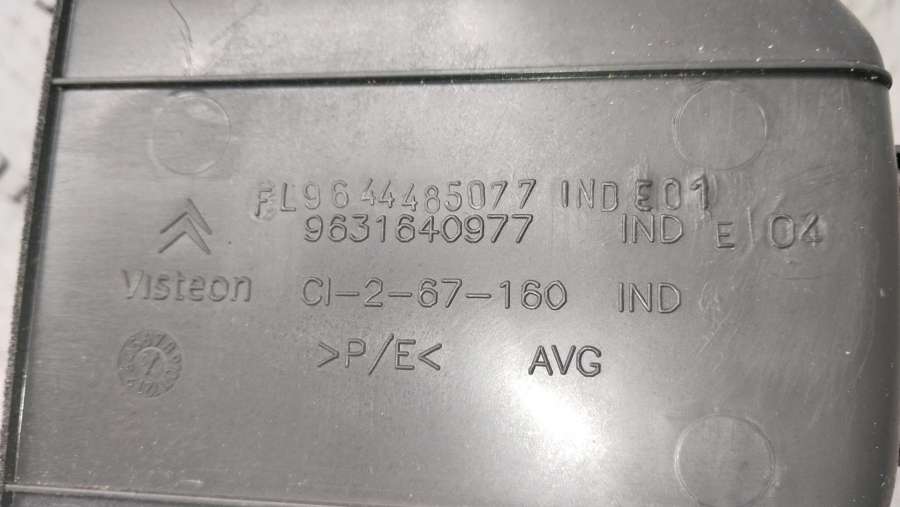 FL9644485077 IND E01
9631640977 IND E 04
Visteon CI-2-67-160 IND
>P/E< AVG